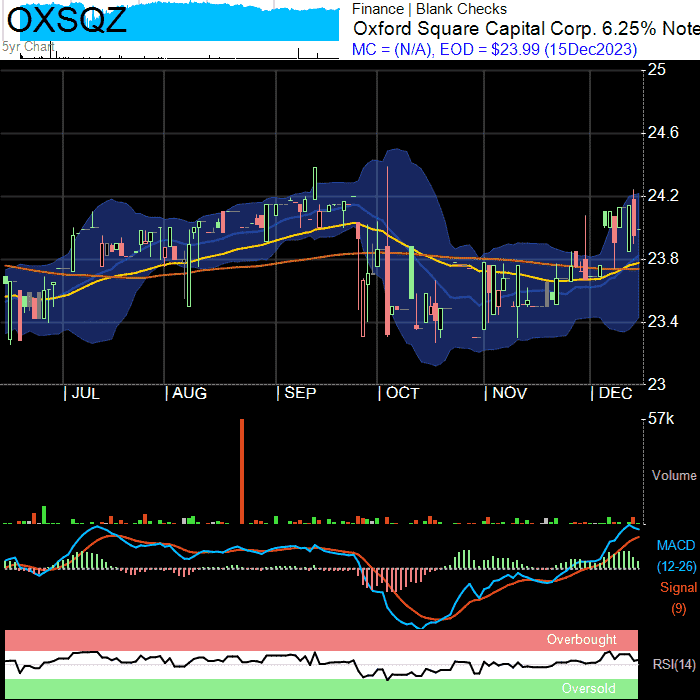 OXSQZ
5yr Chart
Finance | Blank Checks
Oxford Square Capital Corp. 6.25% Note
MC = (N/A), EOD = $23.99 (15Dec2023)
25
24.6
24.2
23.8
23.4
23
| JUL | AUG | SEP | OCT | NOV | DEC
57k
Volume
MACD
(12-26)
Signal
(9)
Overbought
RSI(14)
Oversold